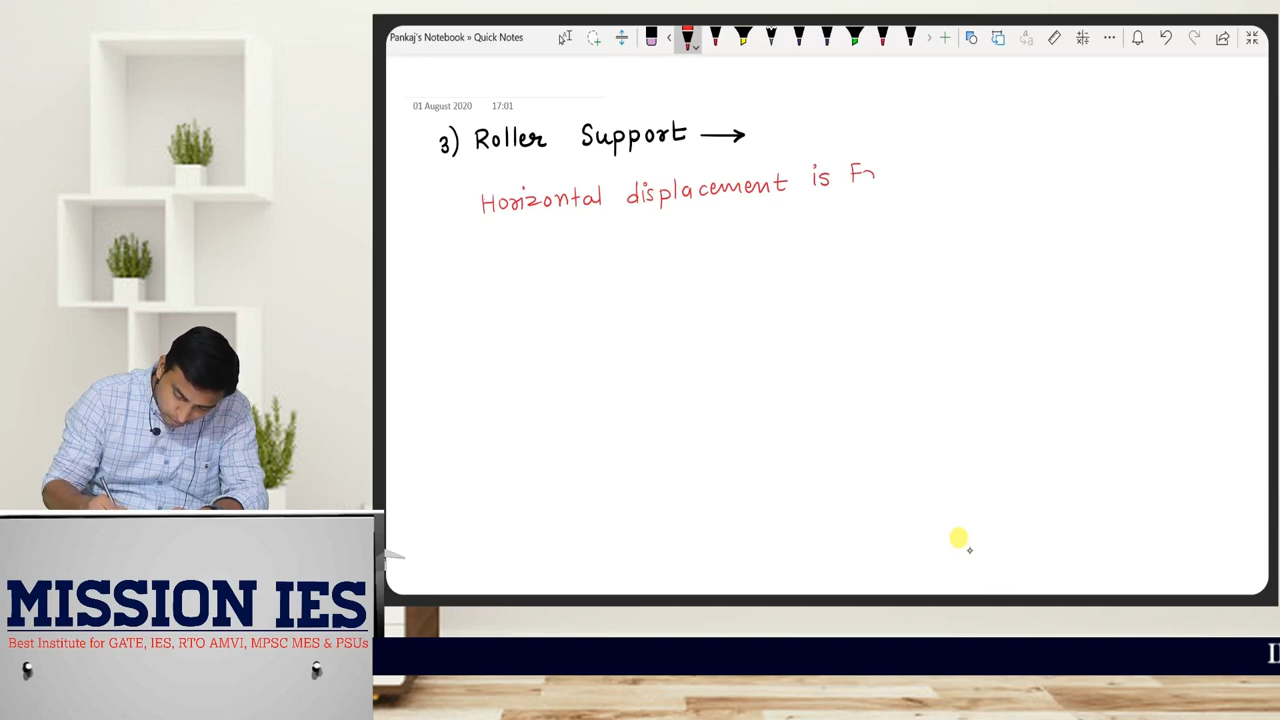 Pankaj's Notebook » Quick Notes
01 August 2020 17:01
3) Roller Support →
Horizontal displacement is
MISSION IES
Best Institute for GATE, IES, RTO AMVI, MPSC MES & PSUs